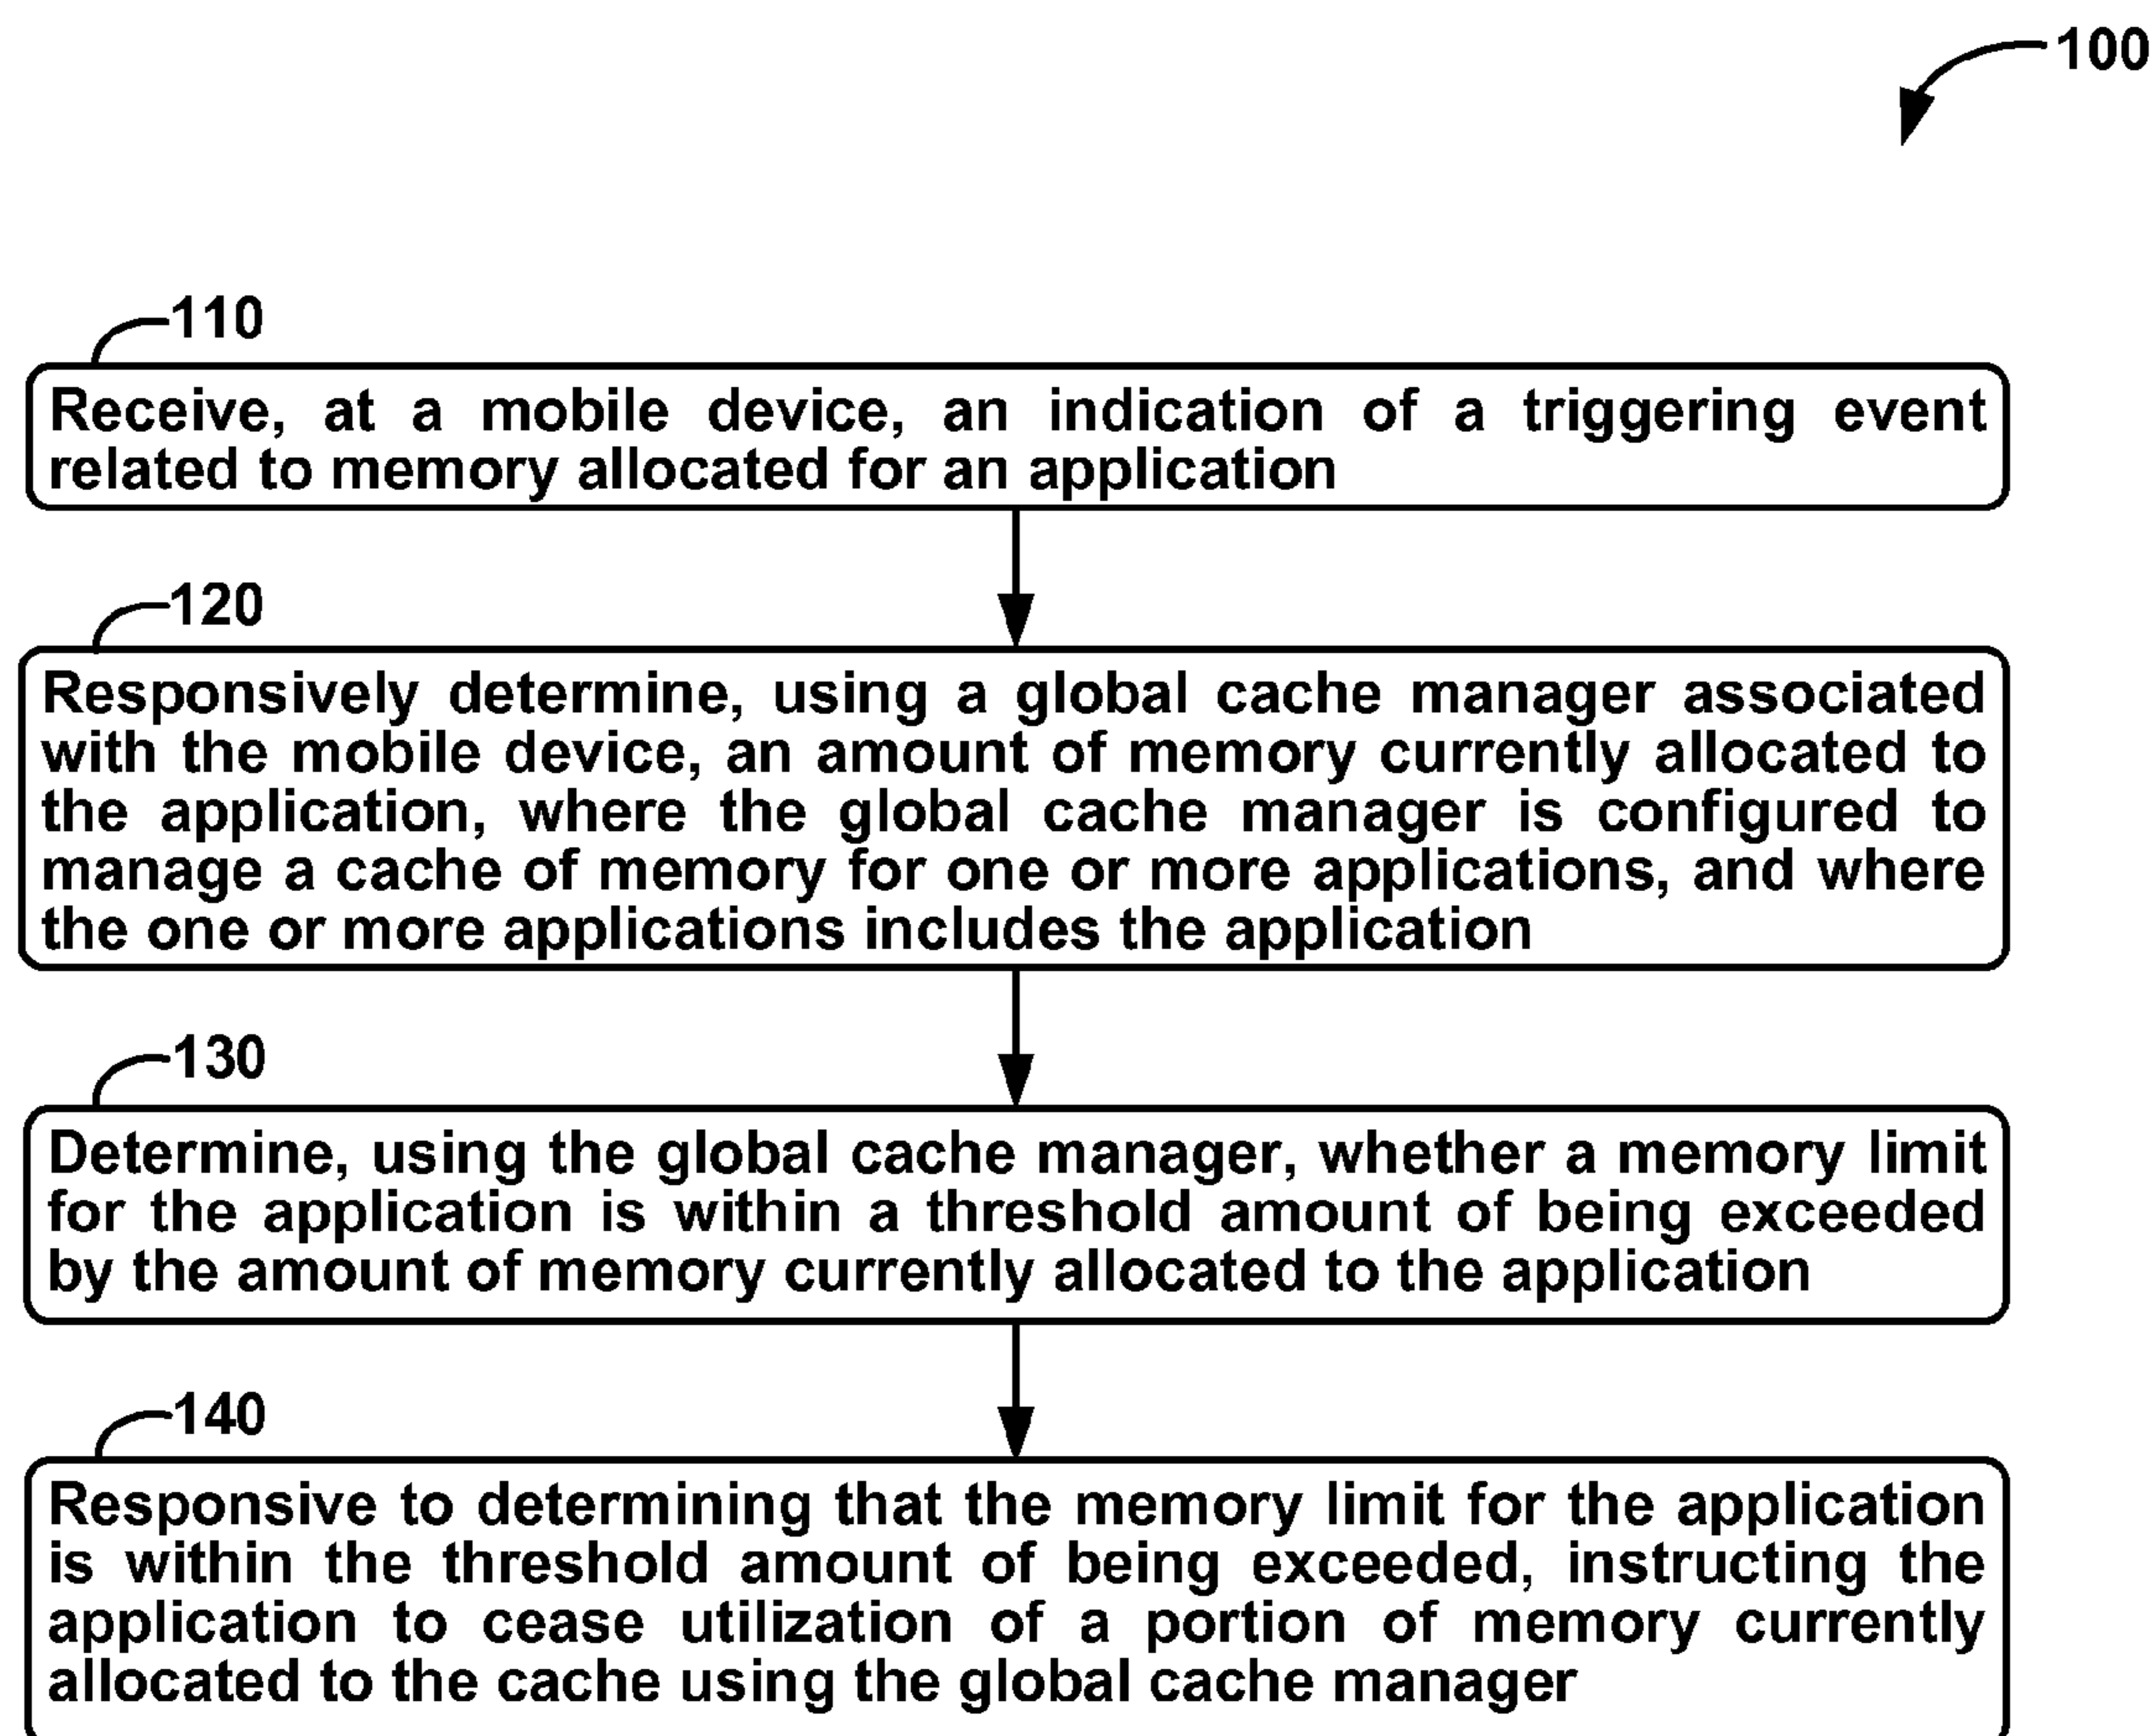 100
110
Receive, at a mobile device, an indication of a triggering event
related to memory allocated for an application
120
Responsively determine, using a global cache manager associated
with the mobile device, an amount of memory currently allocated to
the application, where the global cache manager is configured to
manage a cache of memory for one or more applications, and where
the one or more applications includes the application
130
Determine, using the global cache manager, whether a memory limit
for the application is within a threshold amount of being exceeded
by the amount of memory currently allocated to the application
140
Responsive to determining that the memory limit for the application
is within the threshold amount of being exceeded, instructing the
application to cease utilization of a portion of memory currently
allocated to the cache using the global cache manager